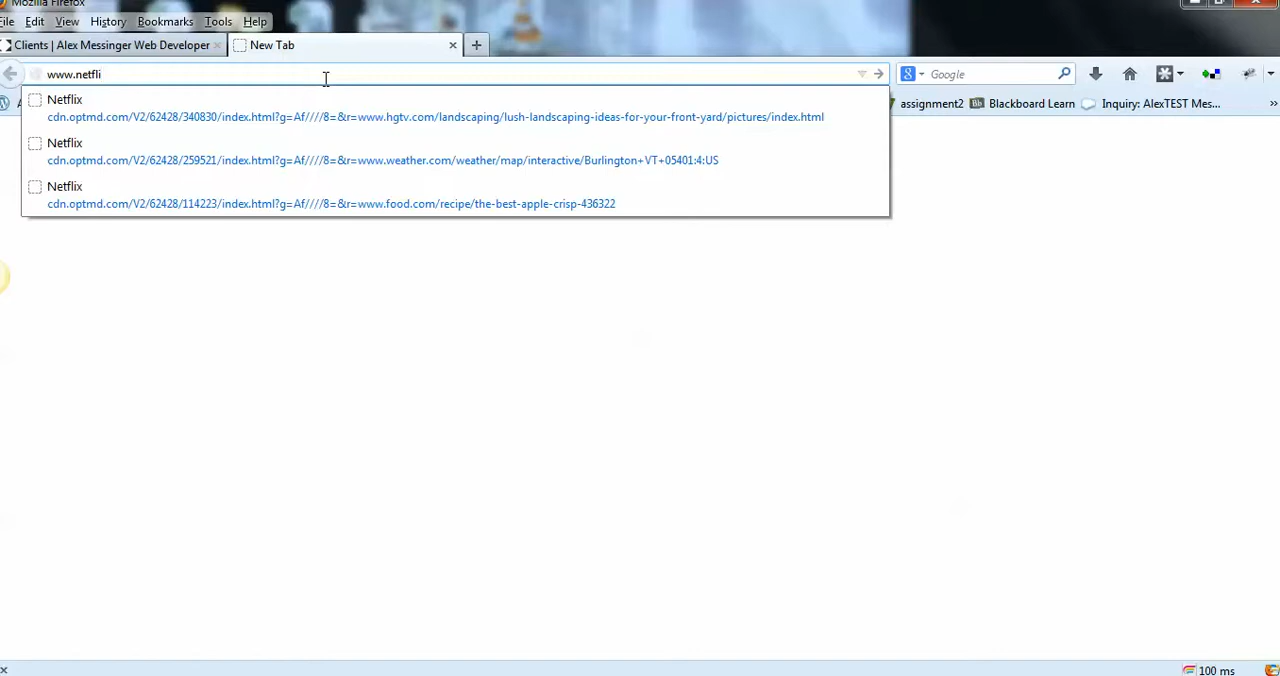 Mozilla Firefox
File Edit View History Bookmarks Tools Help
Clients | Alex Messinger Web Developer
New Tab
www.netfli
Google
Netflix
cdn.optmd.com/V2/62428/340830/index.html?g=Af////8=&r=www.hgtv.com/landscaping/lush-landscaping-ideas-for-your-front-yard/pictures/index.html
assignment2 Bb Blackboard Learn Inquiry: AlexTEST Mes... »
Netflix
cdn.optmd.com/V2/62428/259521/index.html?g=Af////8=&r=www.weather.com/weather/map/interactive/Burlington+VT+05401:4:US
Netflix
cdn.optmd.com/V2/62428/114223/index.html?g=Af////8=&r=www.food.com/recipe/the-best-apple-crisp-436322
100 ms